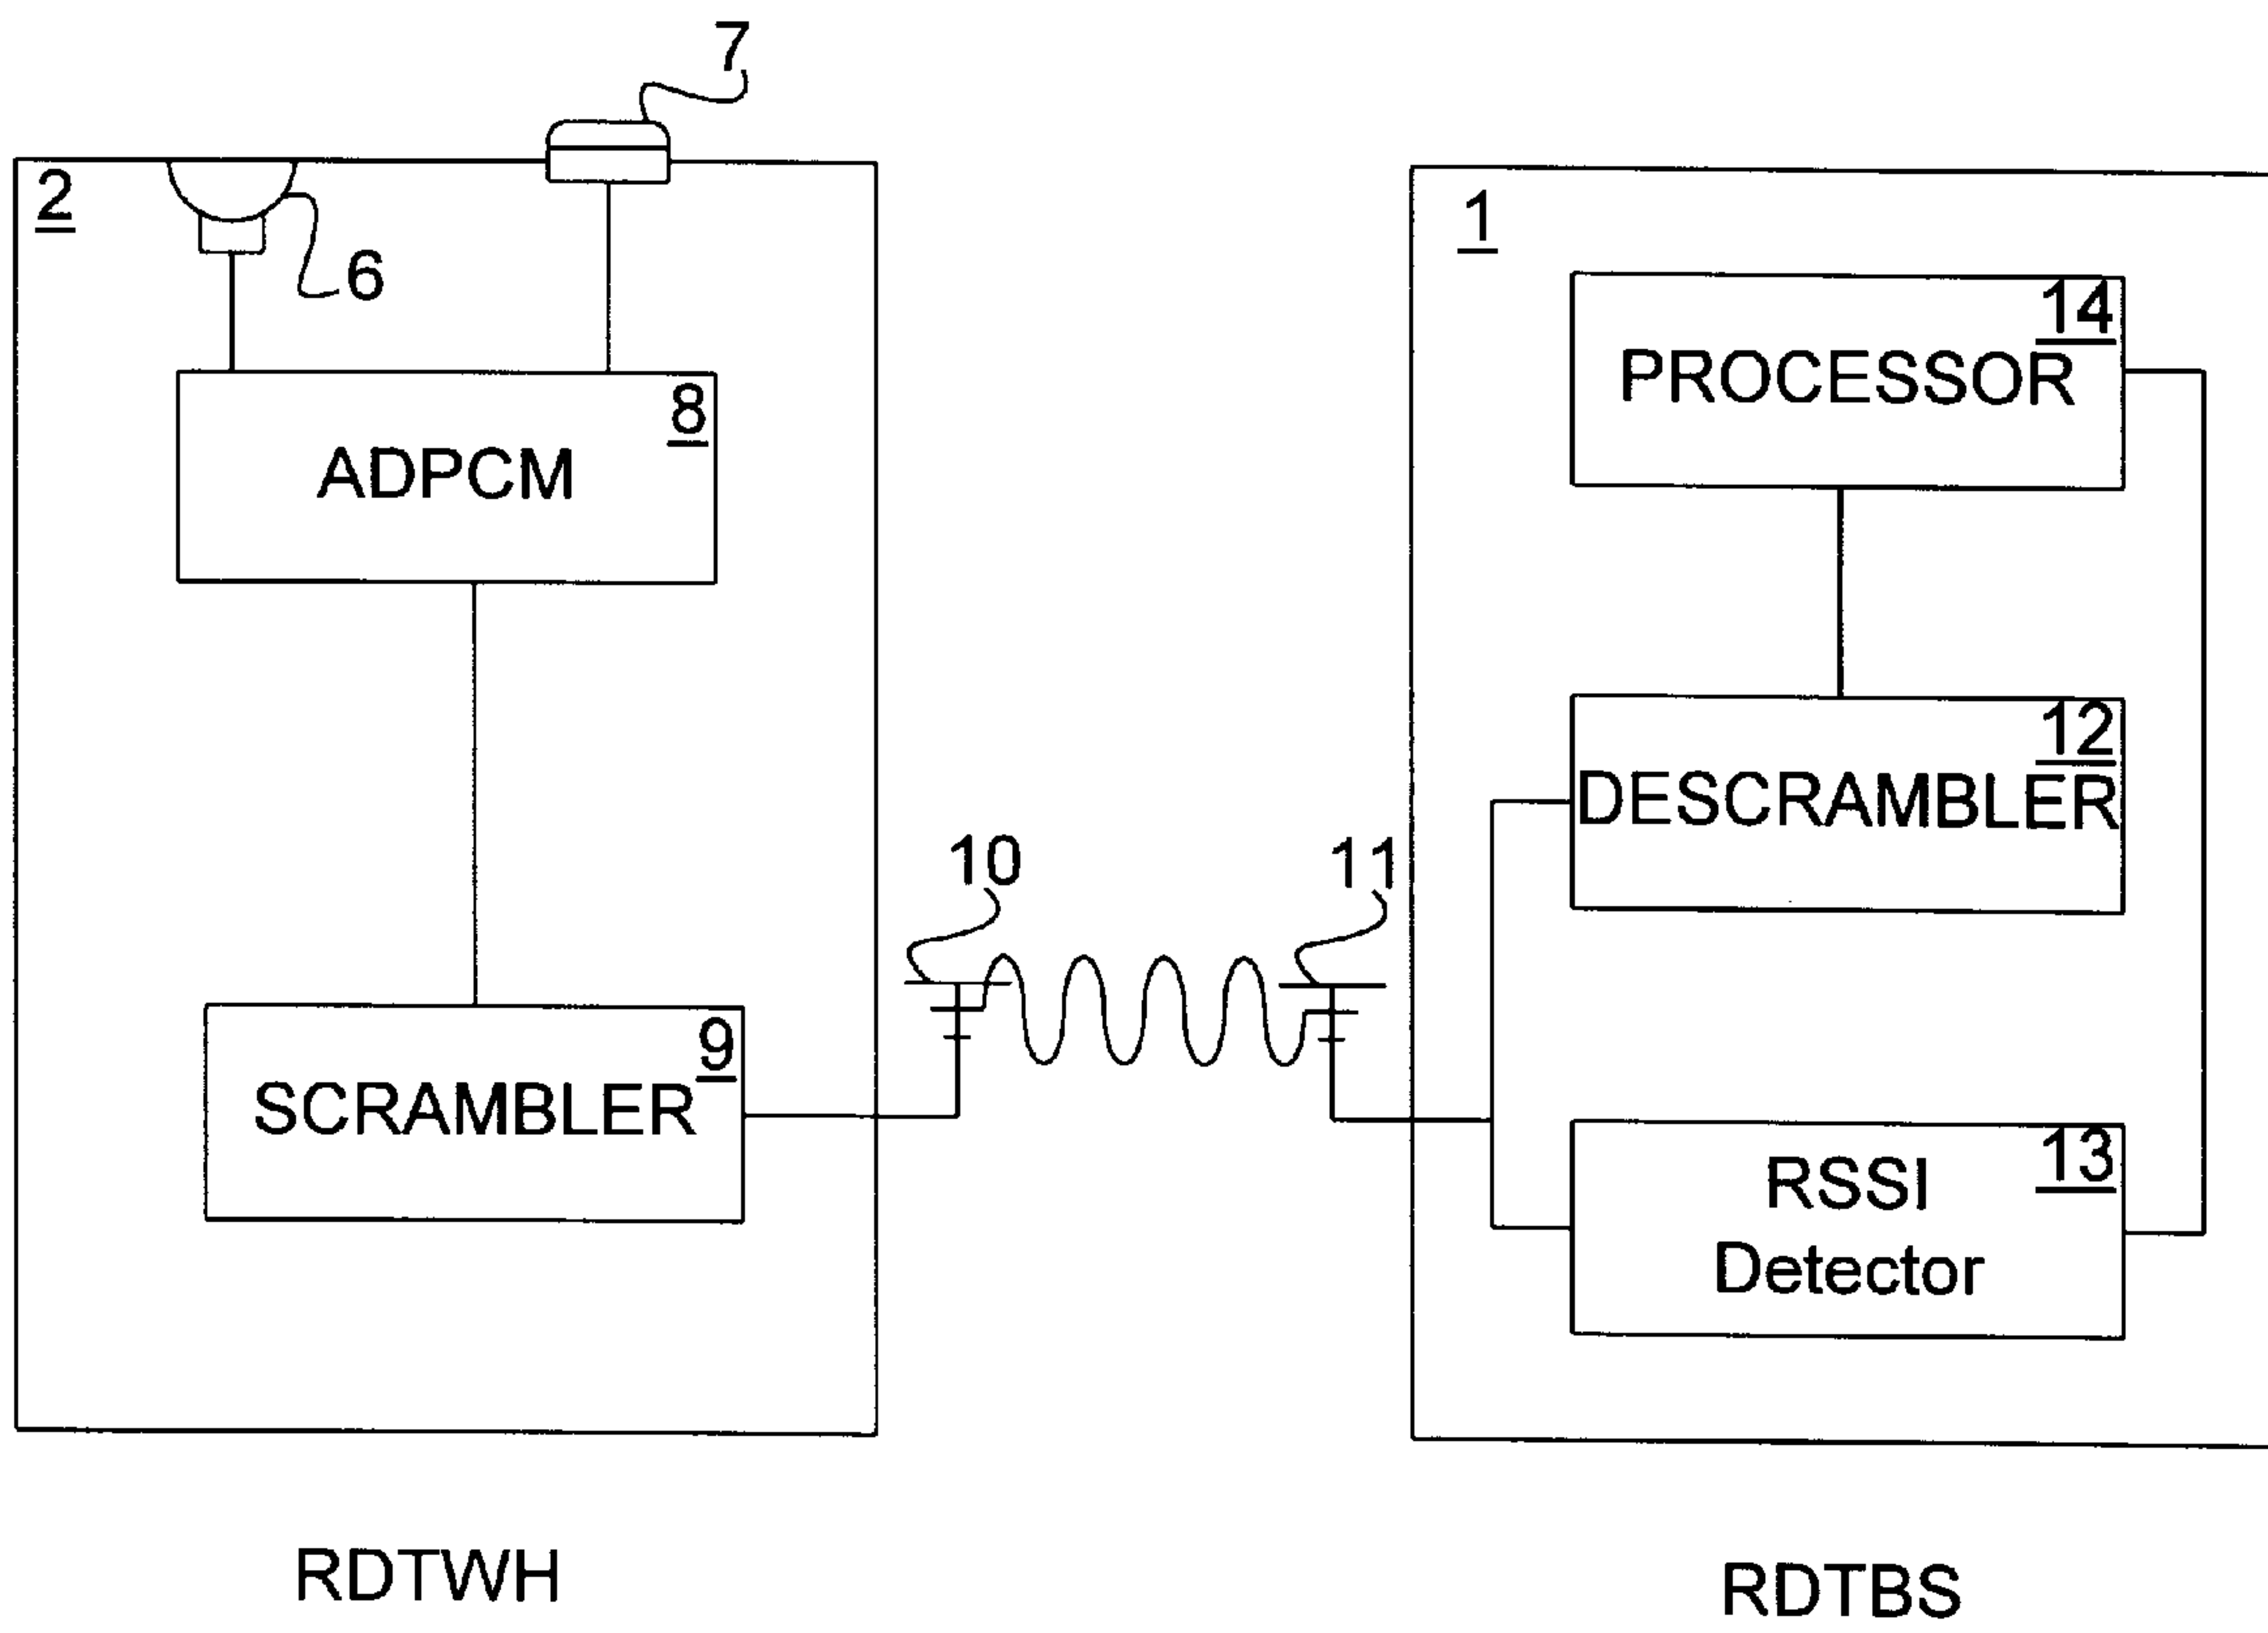 7
2
6
8
ADPCM
9
SCRAMBLER
10
11
1
14
PROCESSOR
12
DESCRAMBLER
13
RSSI
Detector
RDTWH
RDTBS